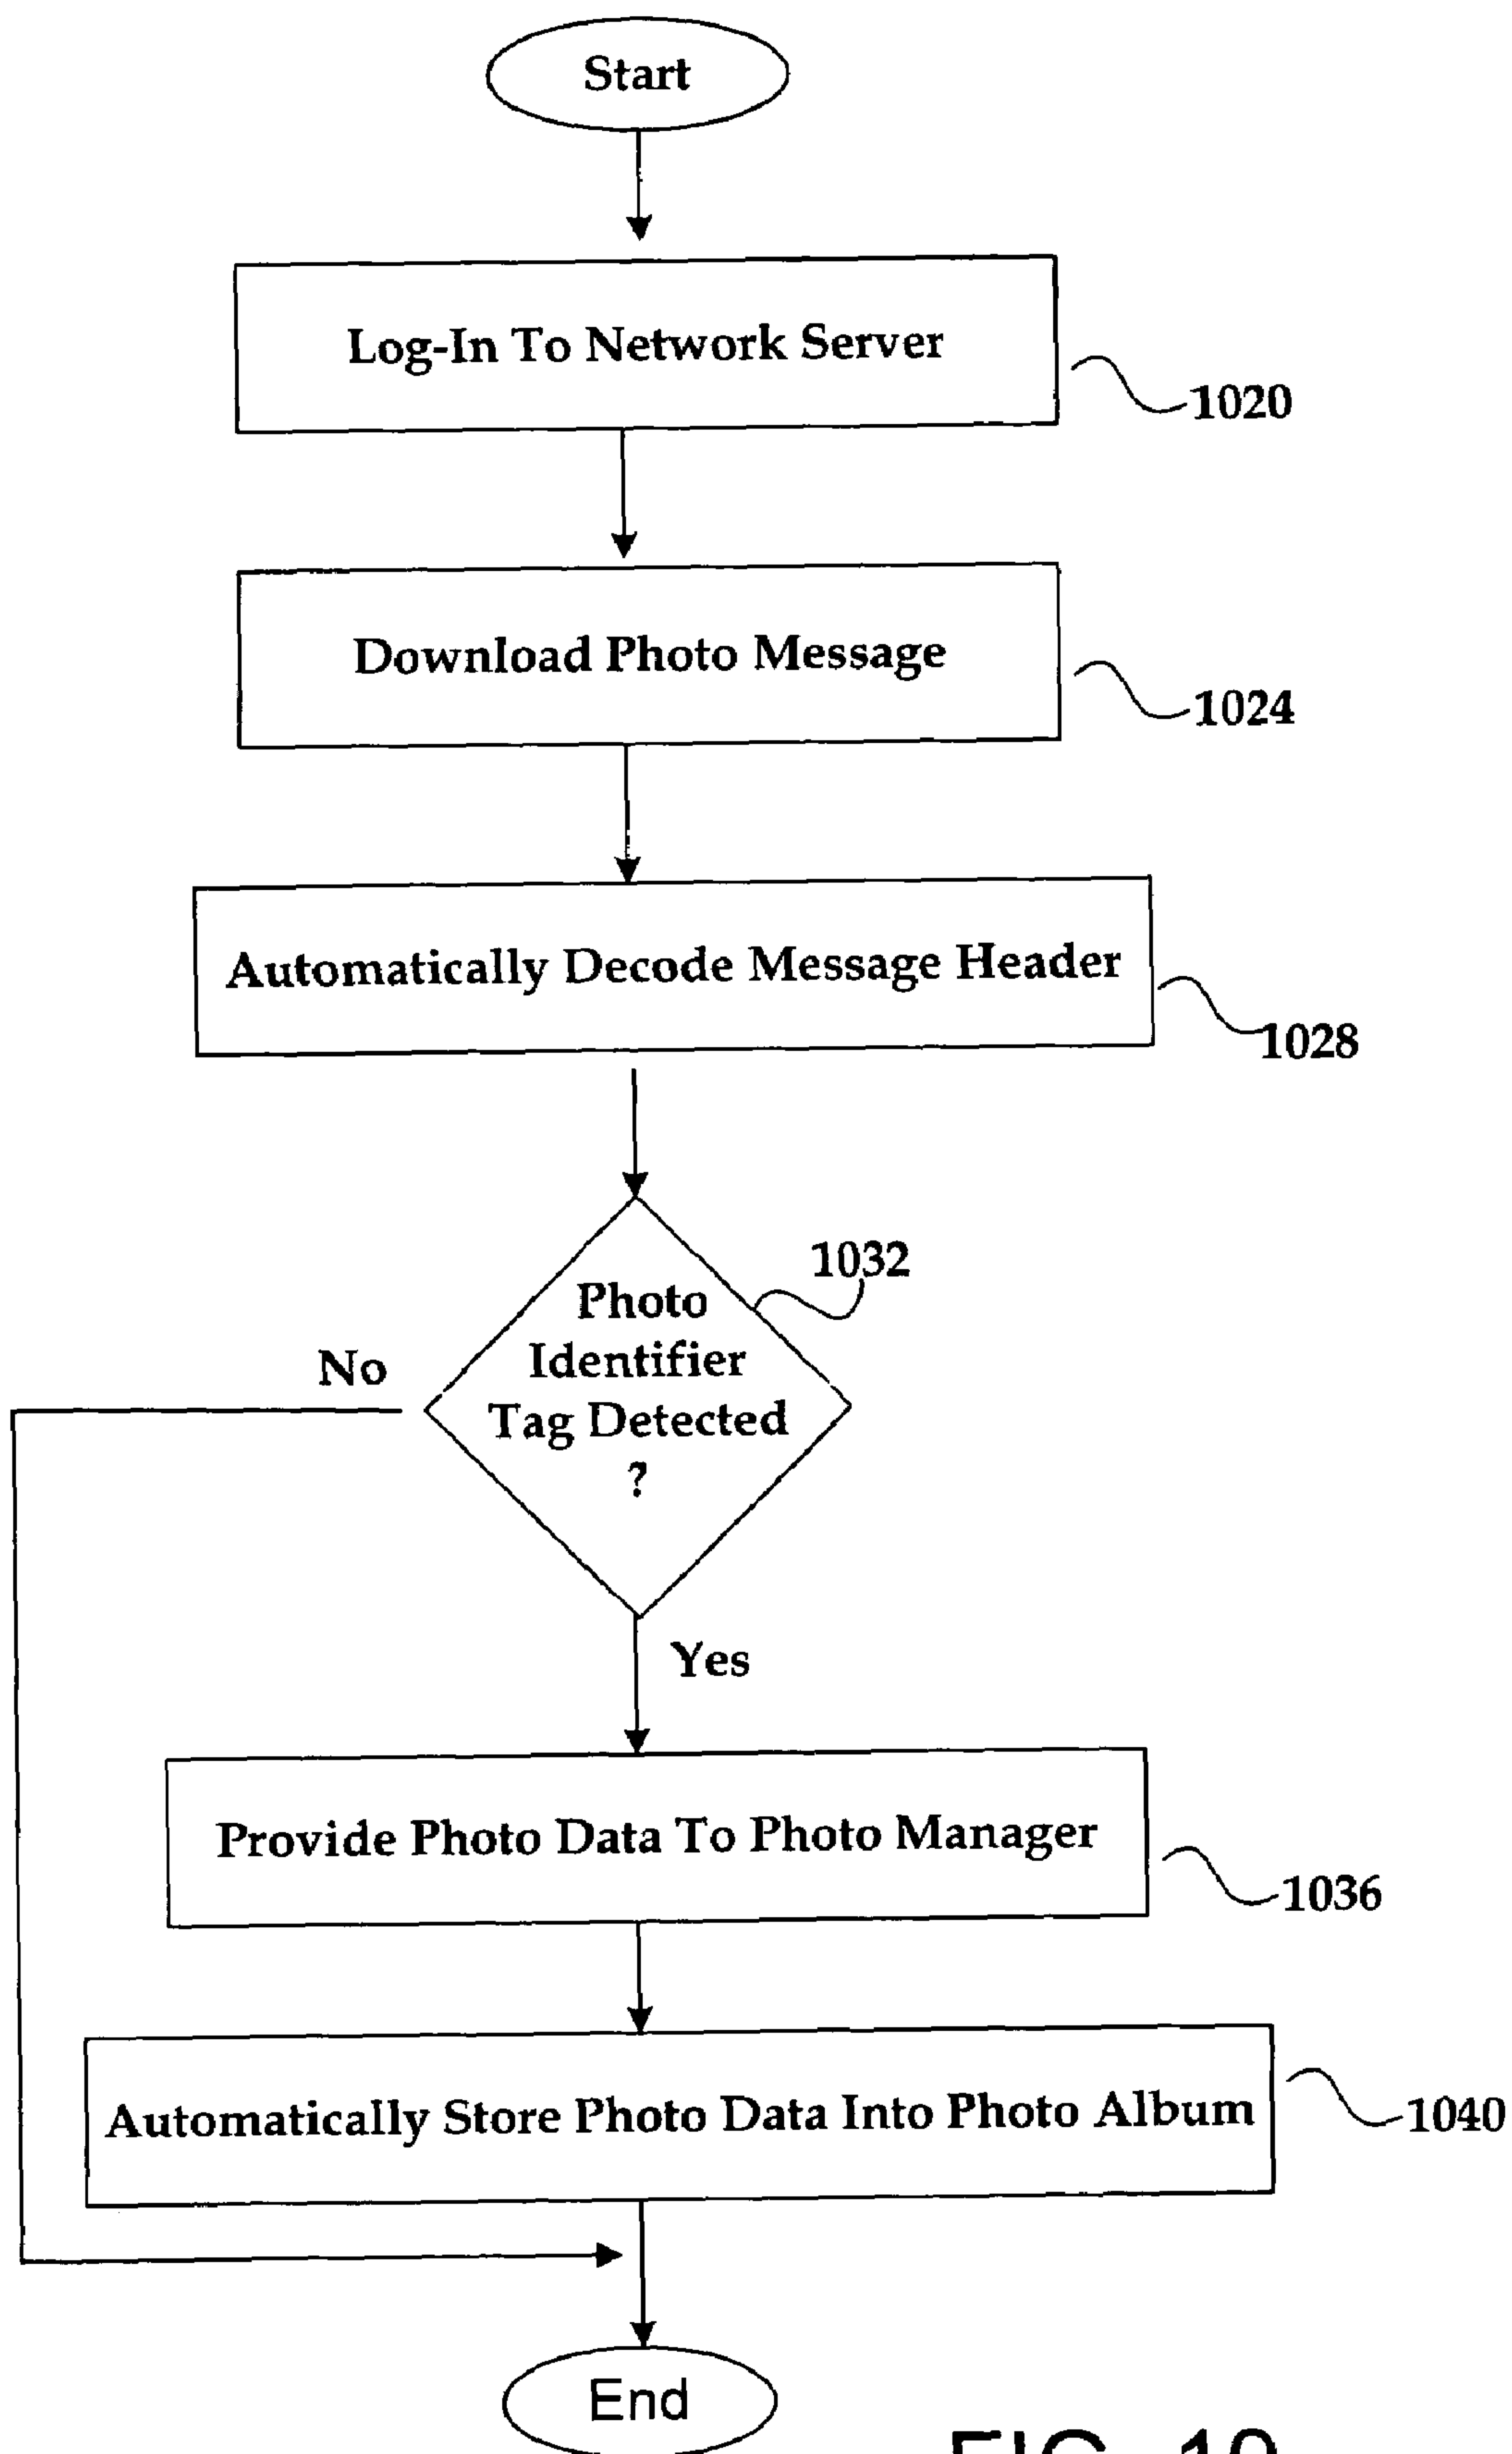 Start
Log-In To Network Server
1020
Download Photo Message
1024
Automatically Decode Message Header
1028
1032
Photo
Identifier
Tag Detected
?
No
Yes
Provide Photo Data To Photo Manager
1036
Automatically Store Photo Data Into Photo Album
1040
End
FIG.